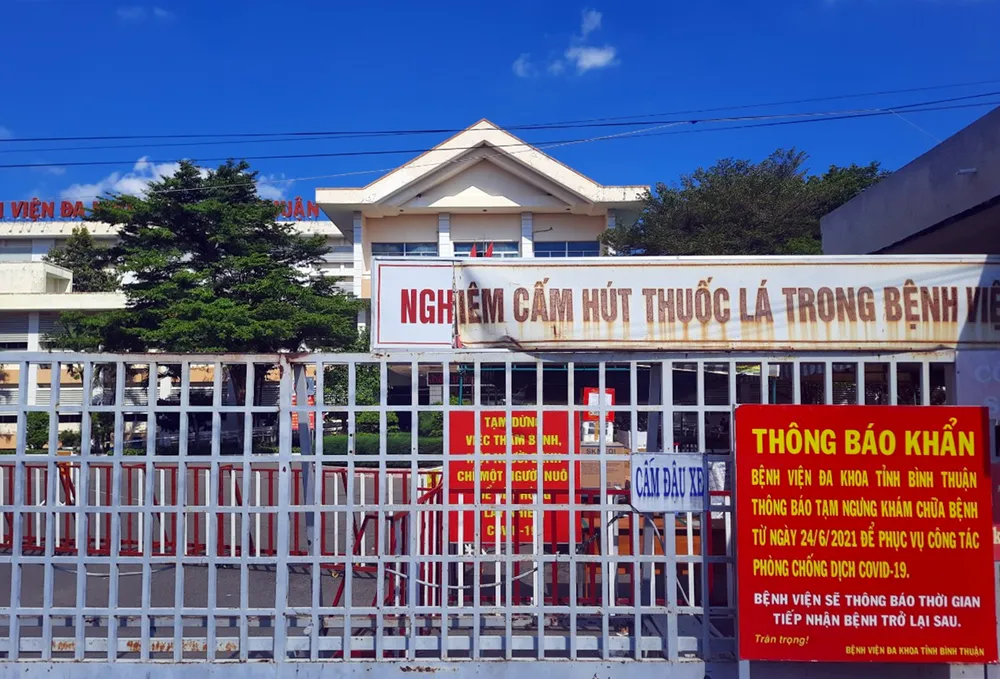 VIỆN ĐA
UẬN
NGHIÊM CẤM HÚT THUỐC LÁ TRONG BỆNH VIỆ
TẠM DỪNG
VIỆC THĂM BỆNH,
CHỈ MỘT NGƯỜI NUÔ
CẤM ĐẬU XE
THÔNG BÁO KHẨN
BỆNH VIỆN ĐA KHOA TỈNH BÌNH THUẬN
THÔNG BÁO TẠM NGƯNG KHÁM CHỮA BỆNH
TỪ NGÀY 24/6/2021 ĐỂ PHỤC VỤ CÔNG TÁC
PHÒNG CHỐNG DỊCH COVID-19.
BỆNH VIỆN SẼ THÔNG BÁO THỜI GIAN
TIẾP NHẬN BỆNH TRỞ LẠI SAU.
Trân trọng!
BỆNH VIỆN ĐA KHOA TỈNH BÌNH THUẬN